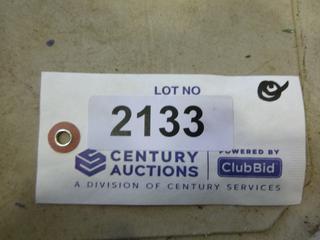 LOT NO
2133
CENTURY
AUCTIONS
POWERED BY
ClubBid
A DIVISION OF CENTURY SERVICES